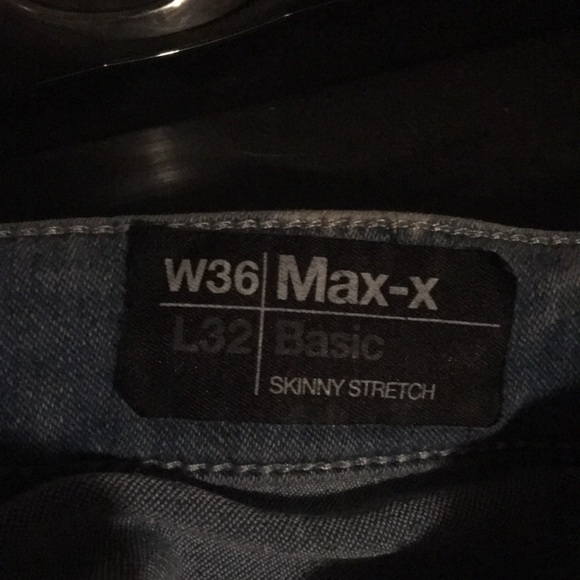 W36 Max-x
L32 Basic
SKINNY STRETCH